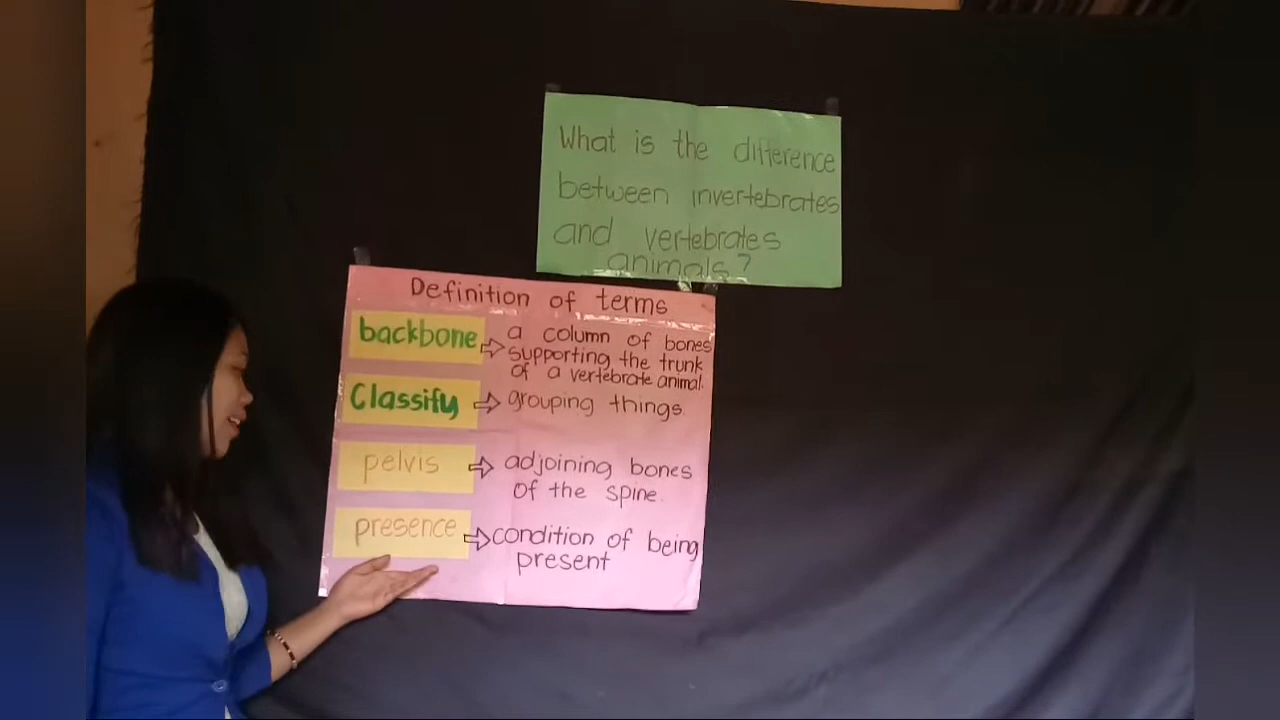 What is the difference
between invertebrates
and vertebrates
animals?
Definition of terms
backbone
a column of bones
supporting the trunk
of a vertebrate animal.
Classify
grouping things.
pelvis
adjoining bones
of the spine.
presence
condition of being
present